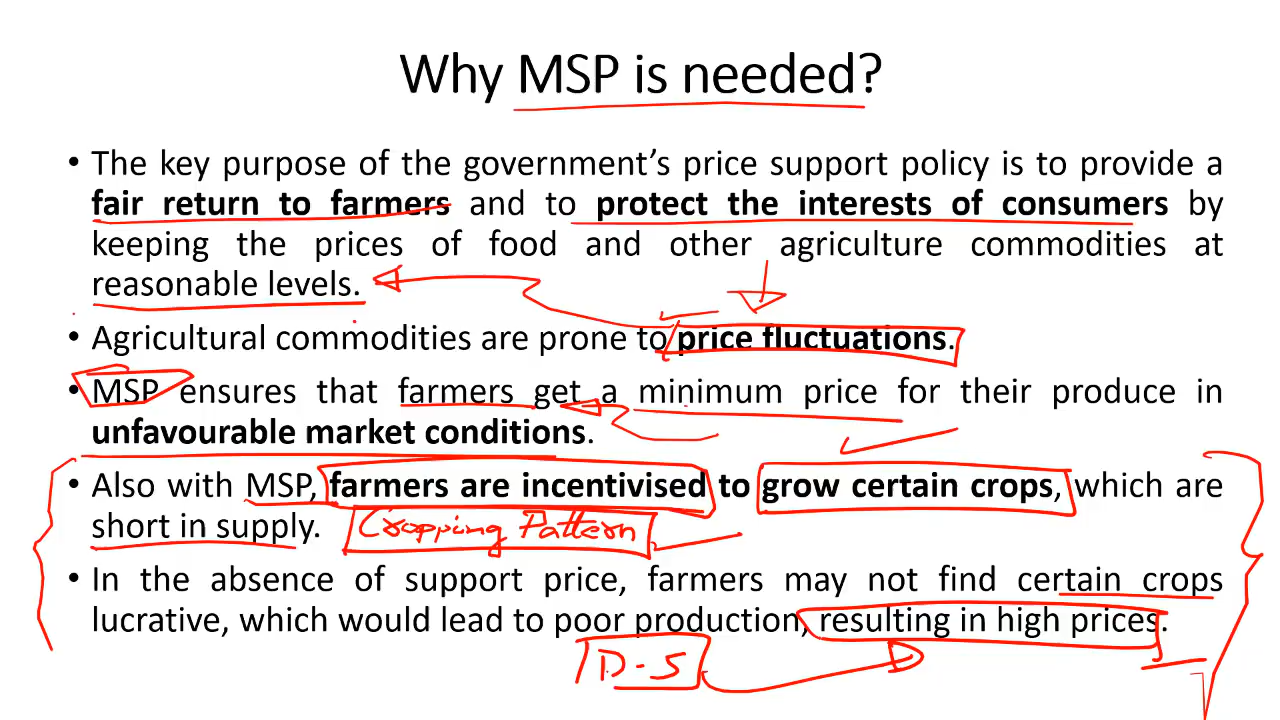 Why MSP is needed?
• The key purpose of the government's price support policy is to provide a
fair return to farmers and to protect the interests of consumers by
keeping the prices of food and other agriculture commodities at
reasonable levels.
• Agricultural commodities are prone to price fluctuations.
• MSP ensures that farmers get a minimum price for their produce in
unfavourable market conditions.
• Also with MSP, farmers are incentivised to grow certain crops, which are
short in supply. Cropping Pattern
• In the absence of support price, farmers may not find certain crops
lucrative, which would lead to poor production, resulting in high prices.
D-S